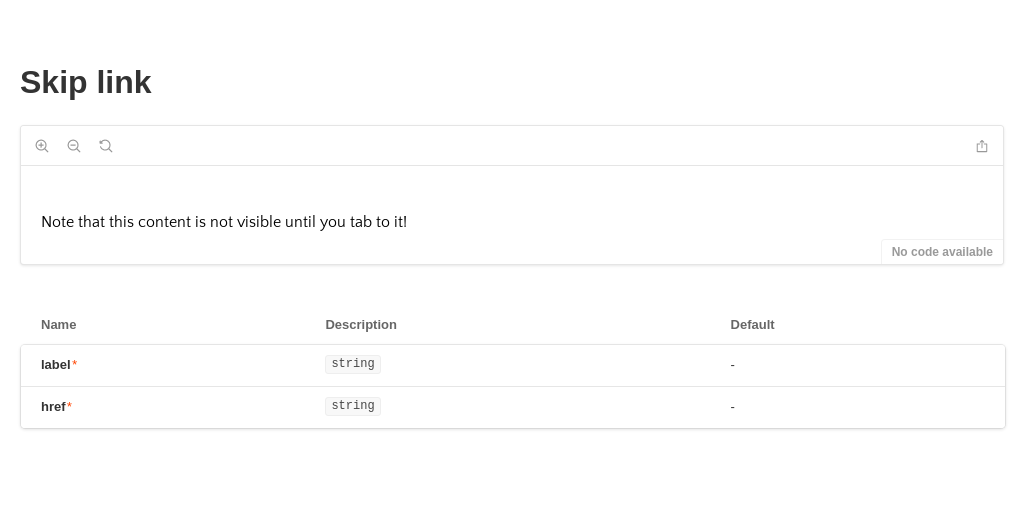 Skip link
Note that this content is not visible until you tab to it!
No code available
Name Description Default
label* string -
href* string -